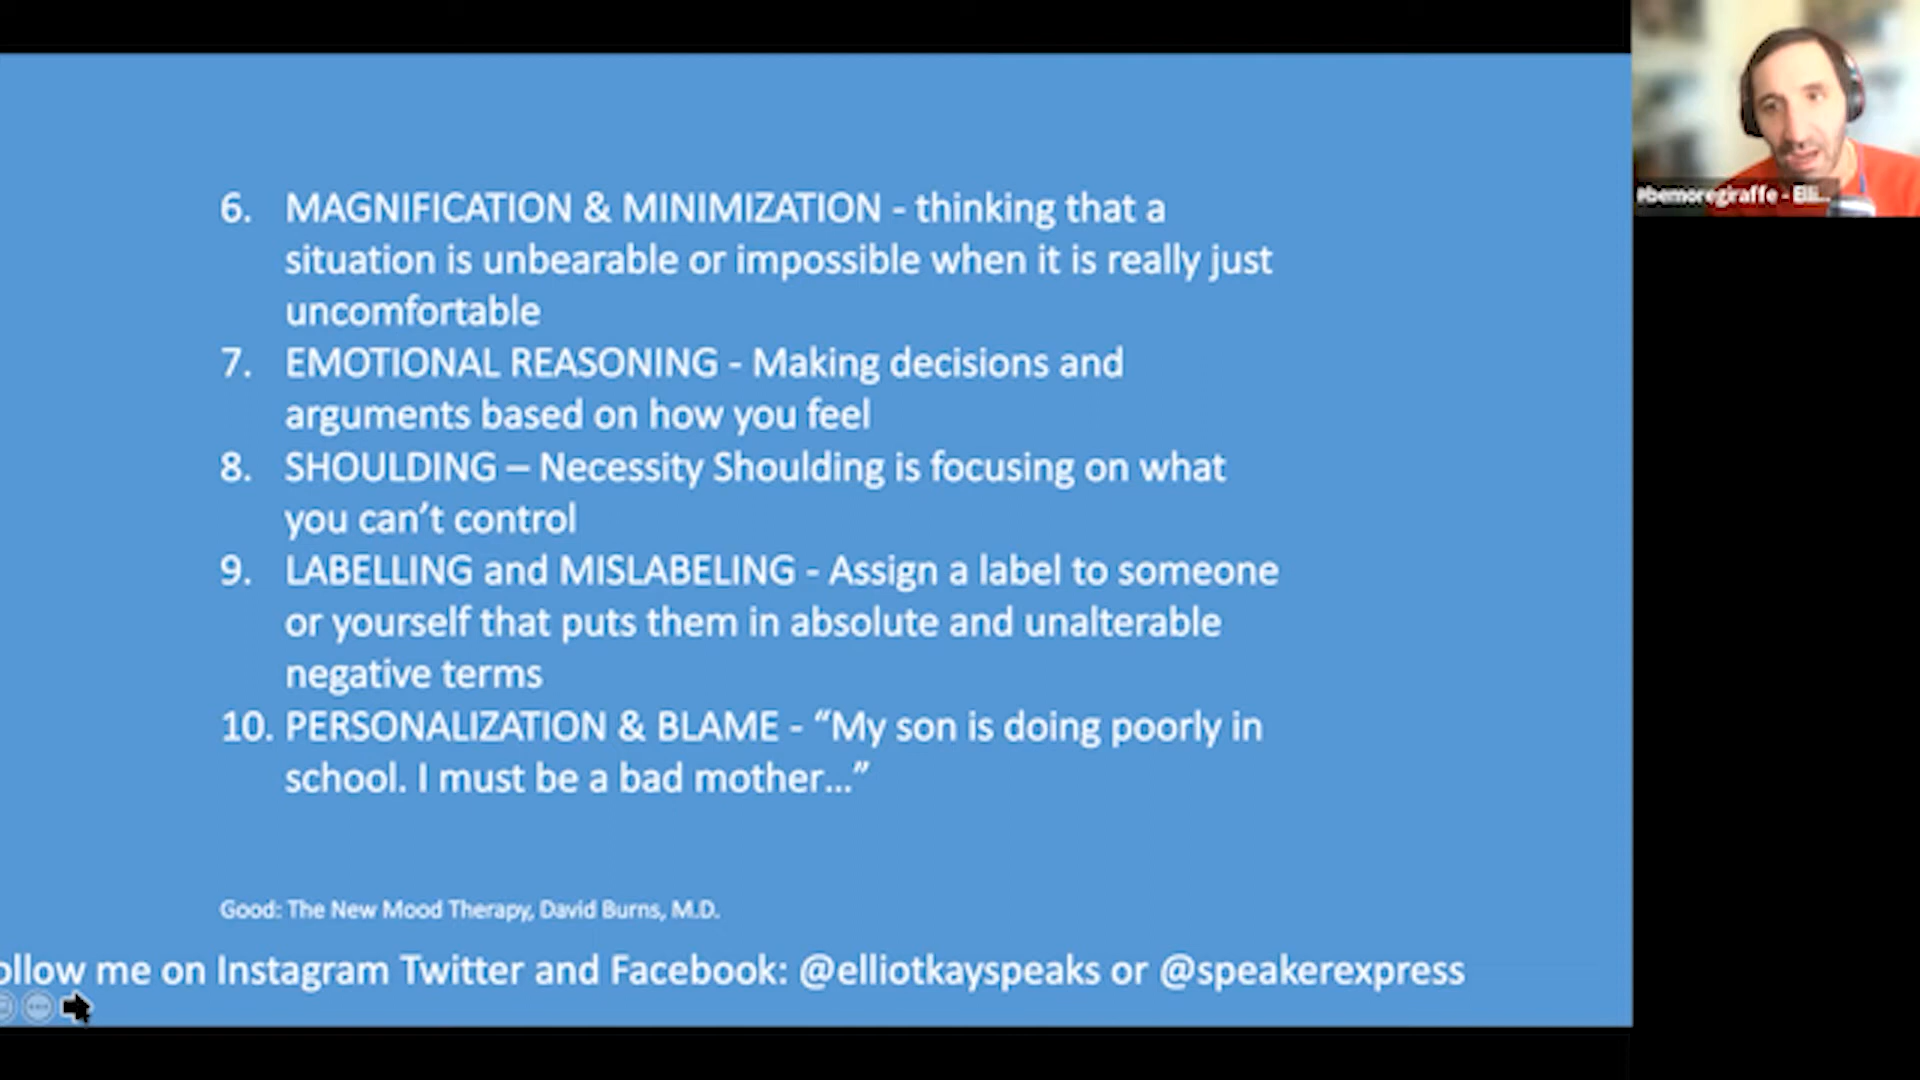 6. MAGNIFICATION & MINIMIZATION - thinking that a
situation is unbearable or impossible when it is really just
uncomfortable
7. EMOTIONAL REASONING - Making decisions and
arguments based on how you feel
8. SHOULDING – Necessity Shoulding is focusing on what
you can’t control
9. LABELLING and MISLABELING - Assign a label to someone
or yourself that puts them in absolute and unalterable
negative terms
10. PERSONALIZATION & BLAME - “My son is doing poorly in
school. I must be a bad mother...”
Good: The New Mood Therapy, David Burns, M.D.
ollow me on Instagram Twitter and Facebook: @elliotkayspeaks or @speakerexpress
#bemoregiraffe - Elli...